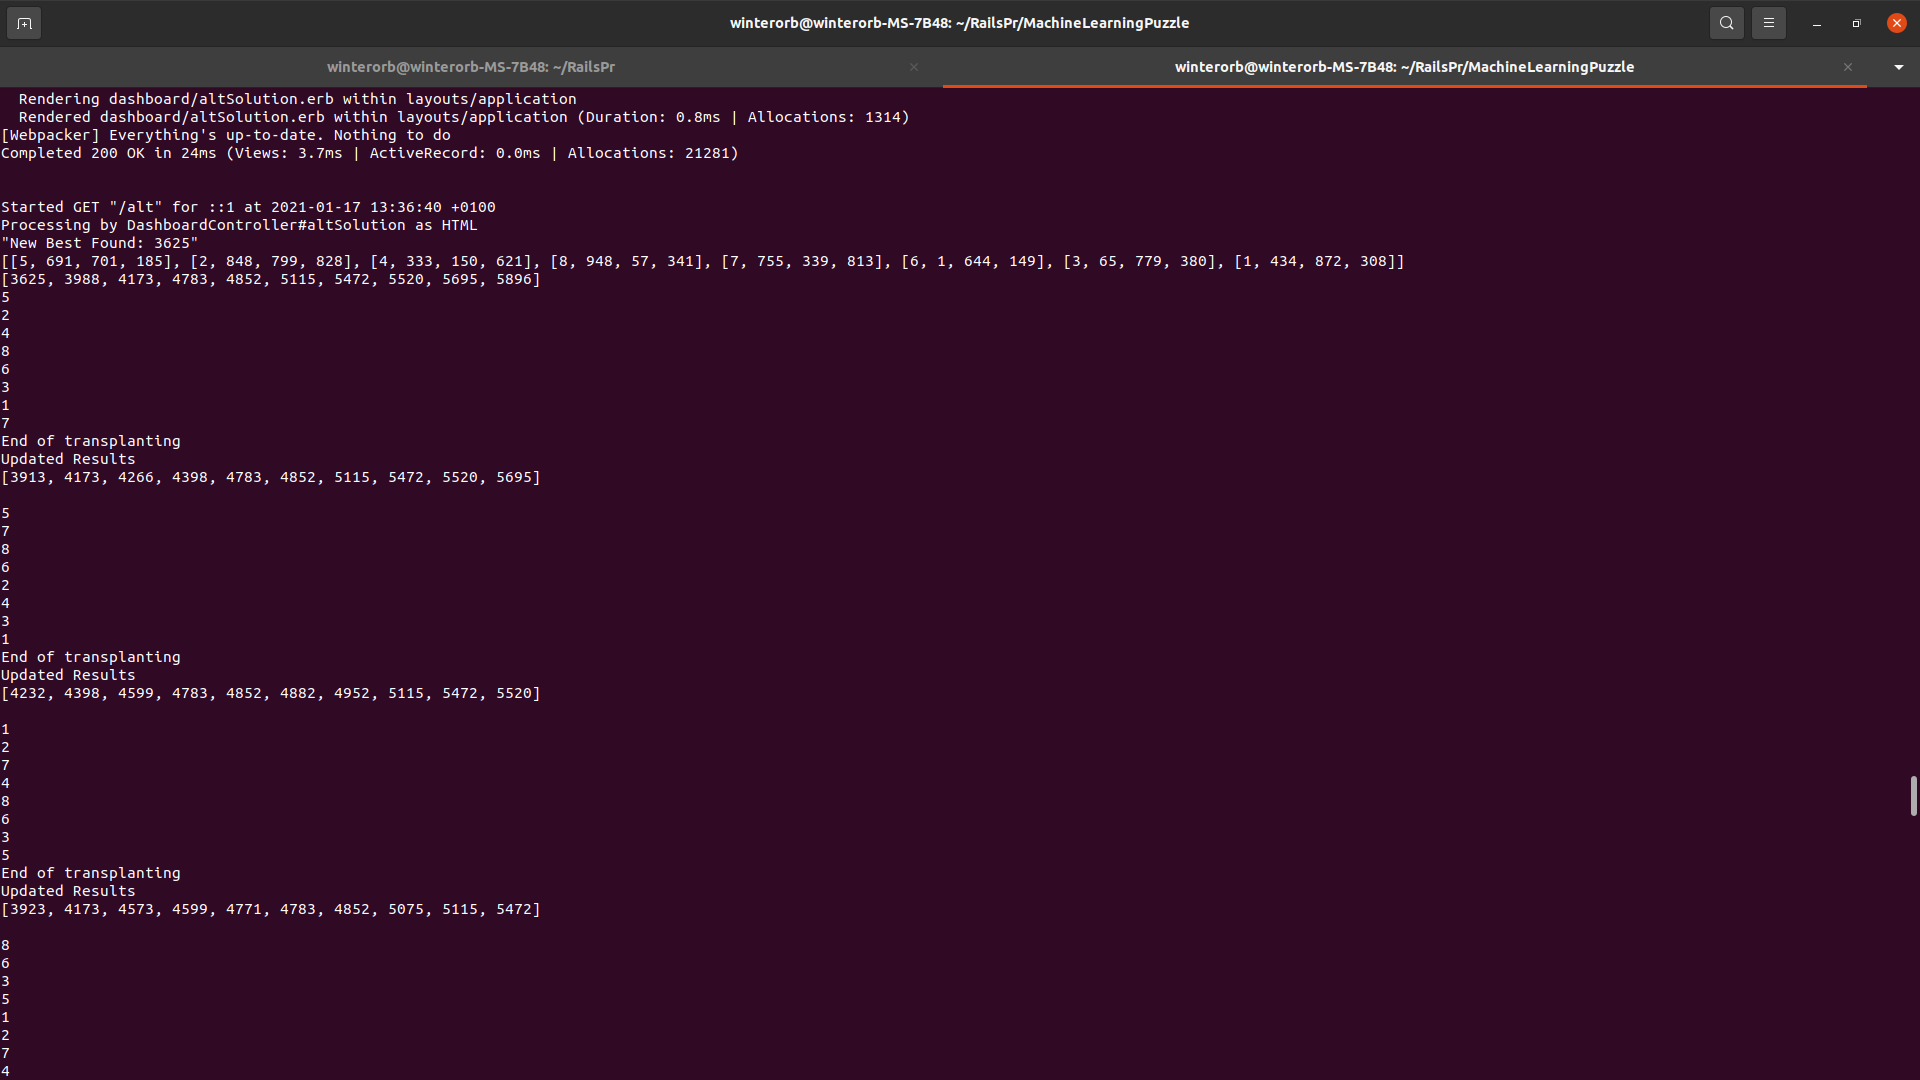 winterorb@winterorb-MS-7B48: ~/RailsPr/MachineLearningPuzzle
winterorb@winterorb-MS-7B48: ~/RailsPr
winterorb@winterorb-MS-7B48: ~/RailsPr/MachineLearningPuzzle
Rendering dashboard/altSolution.erb within layouts/application
Rendered dashboard/altSolution.erb within layouts/application (Duration: 0.8ms | Allocations: 1314)
[Webpacker] Everything's up-to-date. Nothing to do
Completed 200 OK in 24ms (Views: 3.7ms | ActiveRecord: 0.0ms | Allocations: 21281)
Started GET "/alt" for ::1 at 2021-01-17 13:36:40 +0100
Processing by DashboardController#altSolution as HTML
"New Best Found: 3625"
[[5, 691, 701, 185], [2, 848, 799, 828], [4, 333, 150, 621], [8, 948, 57, 341], [7, 755, 339, 813], [6, 1, 644, 149], [3, 65, 779, 380], [1, 434, 872, 308]]
[3625, 3988, 4173, 4783, 4852, 5115, 5472, 5520, 5695, 5896]
5
2
4
8
6
3
1
7
End of transplanting
Updated Results
[3913, 4173, 4266, 4398, 4783, 4852, 5115, 5472, 5520, 5695]
5
7
8
6
2
4
3
1
End of transplanting
Updated Results
[4232, 4398, 4599, 4783, 4852, 4882, 4952, 5115, 5472, 5520]
1
2
7
4
8
6
3
5
End of transplanting
Updated Results
[3923, 4173, 4573, 4599, 4771, 4783, 4852, 5075, 5115, 5472]
8
6
3
5
1
2
7
4